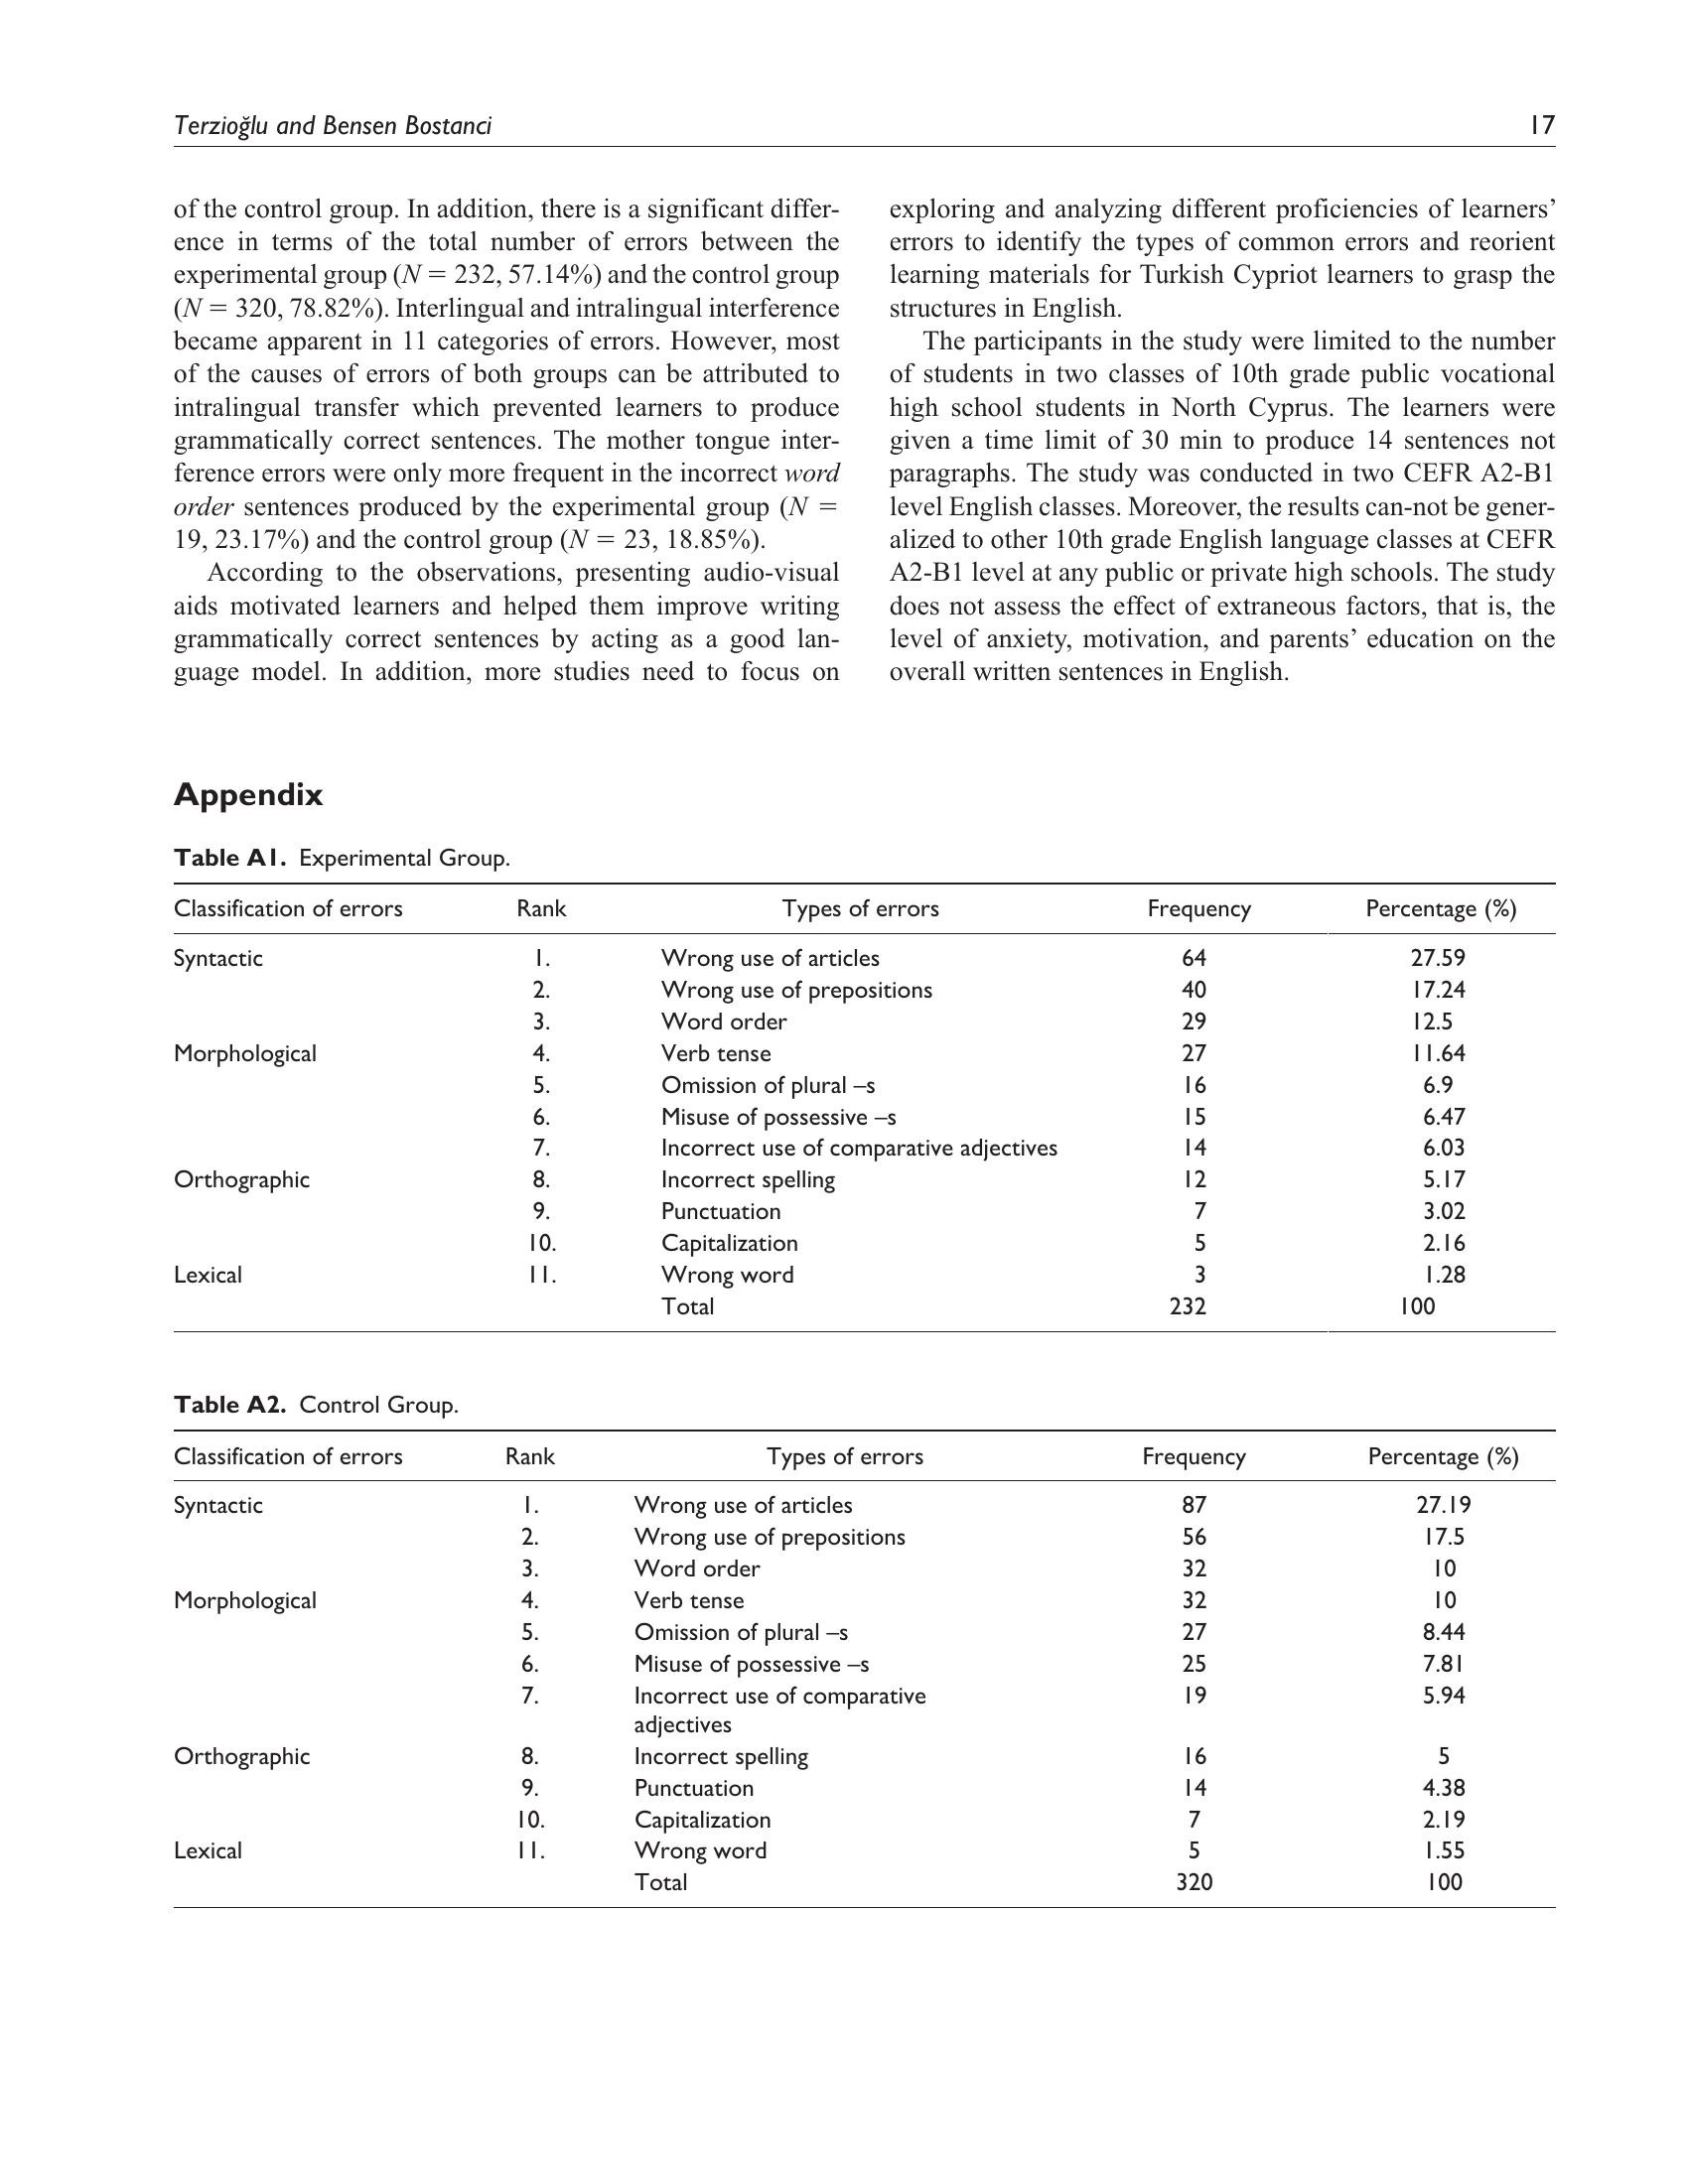 Terzioğlu and Bensen Bostanci 17
of the control group. In addition, there is a significant differ-
ence in terms of the total number of errors between the
experimental group (N = 232, 57.14%) and the control group
(N = 320, 78.82%). Interlingual and intralingual interference
became apparent in 11 categories of errors. However, most
of the causes of errors of both groups can be attributed to
intralingual transfer which prevented learners to produce
grammatically correct sentences. The mother tongue inter-
ference errors were only more frequent in the incorrect word
order sentences produced by the experimental group (N =
19, 23.17%) and the control group (N = 23, 18.85%).
According to the observations, presenting audio-visual
aids motivated learners and helped them improve writing
grammatically correct sentences by acting as a good lan-
guage model. In addition, more studies need to focus on
exploring and analyzing different proficiencies of learners’
errors to identify the types of common errors and reorient
learning materials for Turkish Cypriot learners to grasp the
structures in English.
The participants in the study were limited to the number
of students in two classes of 10th grade public vocational
high school students in North Cyprus. The learners were
given a time limit of 30 min to produce 14 sentences not
paragraphs. The study was conducted in two CEFR A2-B1
level English classes. Moreover, the results can-not be gener-
alized to other 10th grade English language classes at CEFR
A2-B1 level at any public or private high schools. The study
does not assess the effect of extraneous factors, that is, the
level of anxiety, motivation, and parents’ education on the
overall written sentences in English.
Appendix
Table A1. Experimental Group.
Classification of errors Rank Types of errors Frequency Percentage (%)
Syntactic 1. Wrong use of articles 64 27.59
2. Wrong use of prepositions 40 17.24
3. Word order 29 12.5
Morphological 4. Verb tense 27 11.64
5. Omission of plural –s 16 6.9
6. Misuse of possessive –s 15 6.47
7. Incorrect use of comparative adjectives 14 6.03
Orthographic 8. Incorrect spelling 12 5.17
9. Punctuation 7 3.02
10. Capitalization 5 2.16
Lexical 11. Wrong word 3 1.28
Total 232 100
Table A2. Control Group.
Classification of errors Rank Types of errors Frequency Percentage (%)
Syntactic 1. Wrong use of articles 87 27.19
2. Wrong use of prepositions 56 17.5
3. Word order 32 10
Morphological 4. Verb tense 32 10
5. Omission of plural –s 27 8.44
6. Misuse of possessive –s 25 7.81
7. Incorrect use of comparative 19 5.94
adjectives
Orthographic 8. Incorrect spelling 16 5
9. Punctuation 14 4.38
10. Capitalization 7 2.19
Lexical 11. Wrong word 5 1.55
Total 320 100